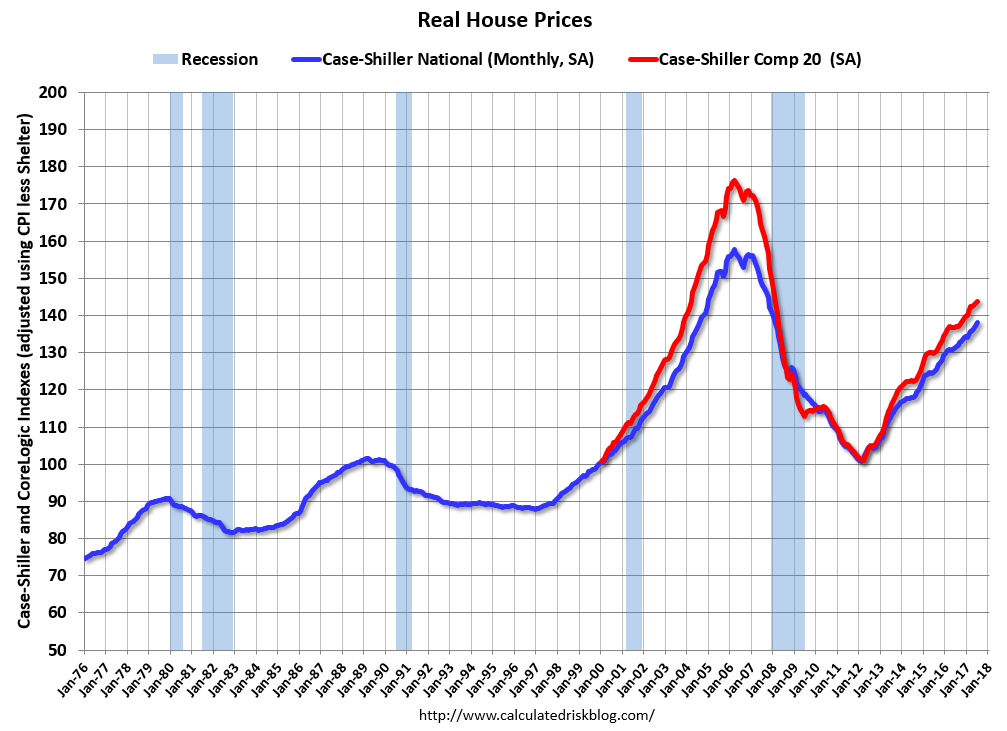 Real House Prices
Recession
Case-Shiller National (Monthly, SA)
Case-Shiller Comp 20 (SA)
Case-Shiller and CoreLogic Indexes (adjusted using CPI less Shelter)
200
190
180
170
160
150
140
130
120
110
100
90
80
70
60
50
Jan-76
Jan-77
Jan-78
Jan-79
Jan-80
Jan-81
Jan-82
Jan-83
Jan-84
Jan-85
Jan-86
Jan-87
Jan-88
Jan-89
Jan-90
Jan-91
Jan-92
Jan-93
Jan-94
Jan-95
Jan-96
Jan-97
Jan-98
Jan-99
Jan-00
Jan-01
Jan-02
Jan-03
Jan-04
Jan-05
Jan-06
Jan-07
Jan-08
Jan-09
Jan-10
Jan-11
Jan-12
Jan-13
Jan-14
Jan-15
Jan-16
Jan-17
Jan-18
http://www.calculatedriskblog.com/